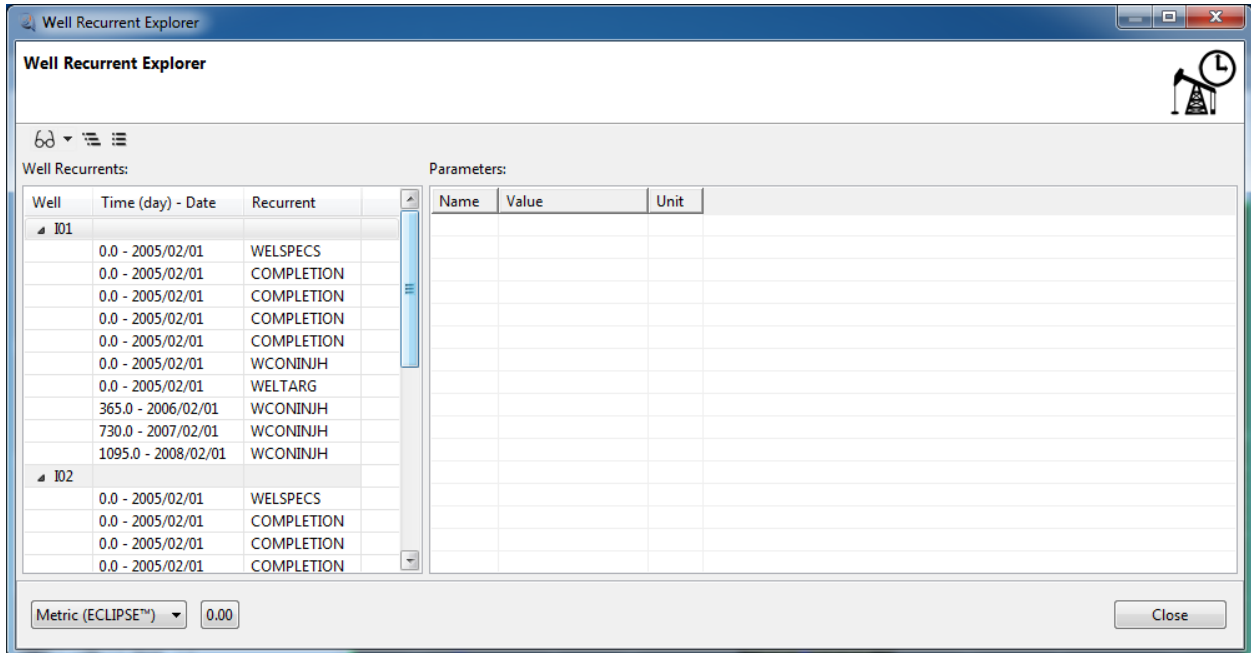 Well Recurrent Explorer
Well Recurrent Explorer
Well Recurrents:
Parameters:
Well Time (day) - Date Recurrent
Name Value Unit
I01
0.0 - 2005/02/01 WELSPECS
0.0 - 2005/02/01 COMPLETION
0.0 - 2005/02/01 COMPLETION
0.0 - 2005/02/01 COMPLETION
0.0 - 2005/02/01 COMPLETION
0.0 - 2005/02/01 WCONINJH
0.0 - 2005/02/01 WELTARG
365.0 - 2006/02/01 WCONINJH
730.0 - 2007/02/01 WCONINJH
1095.0 - 2008/02/01 WCONINJH
I02
0.0 - 2005/02/01 WELSPECS
0.0 - 2005/02/01 COMPLETION
0.0 - 2005/02/01 COMPLETION
0.0 - 2005/02/01 COMPLETION
Metric (ECLIPSE™) 0.00 Close